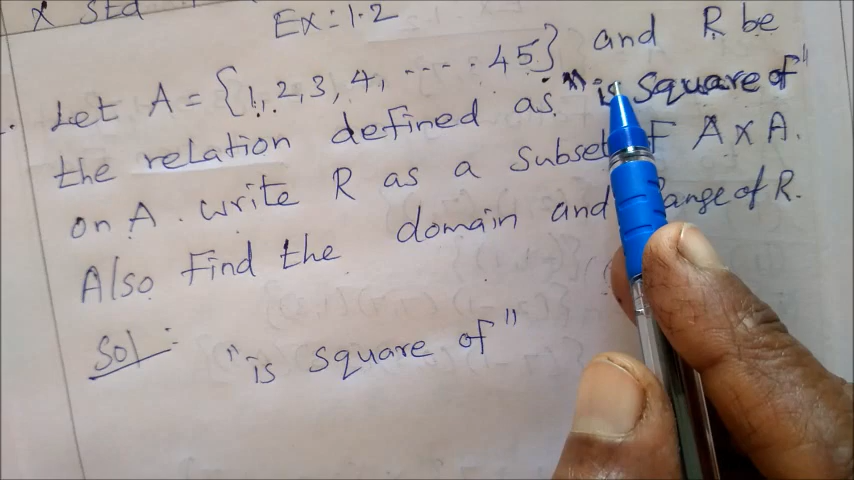 X Std
Ex: 1.2
Let A = {1, 2, 3, 4, ..... 45} and R be
the relation defined as "is square of"
on A. write R as a subset of A x A.
Also Find the domain and Range of R.
Sol:
"is square of"